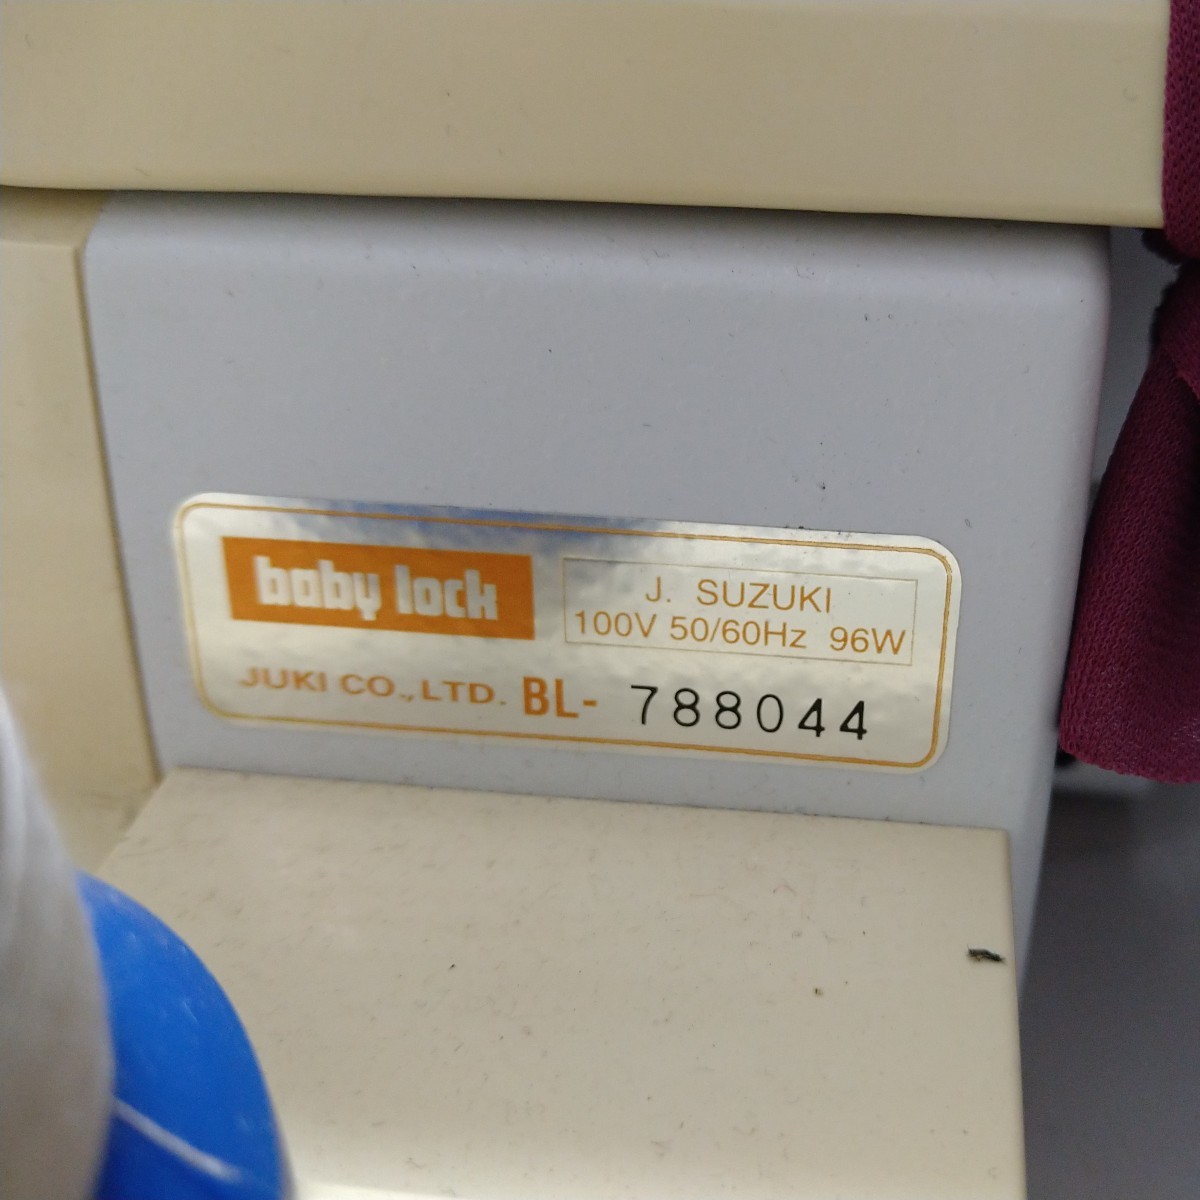 baby lock
J. SUZUKI
100V 50/60Hz 96W
JUKI CO.,LTD. BL- 788044